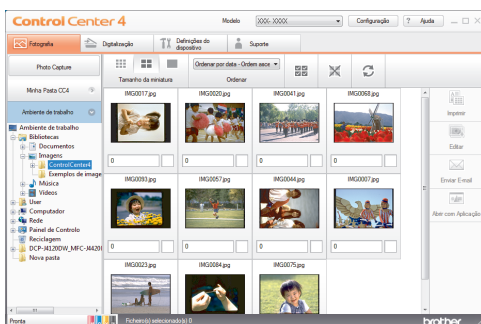 Control Center 4
Modelo
XXX- XXXX
Configuração
? Ajuda
Fotografia
Digitalização
Definições do dispositivo
Suporte
Photo Capture
Minha Pasta CC4
Ambiente de trabalho
Tamanho da miniatura
Ordenar por data - Ordem asce
Ordenar
Ambiente de trabalho
Bibliotecas
Documentos
Imagens
ControlCenter4
Exemplos de image
Música
Vídeos
User
Computador
Rede
Painel de Controlo
Reciclagem
DCP-J4120DW_MFC-J4420
Nova pasta
IMG0017.jpg
IMG0020.jpg
IMG0041.jpg
IMG0068.jpg
0
0
0
0
IMG0093.jpg
IMG0057.jpg
IMG0044.jpg
IMG0007.jpg
0
0
0
0
IMG0023.jpg
IMG0084.jpg
IMG0075.jpg
Imprimir
Editar
Enviar E-mail
Abrir com Aplicação
Pronta
Ficheiro(s) selecionado(s) 0
brother